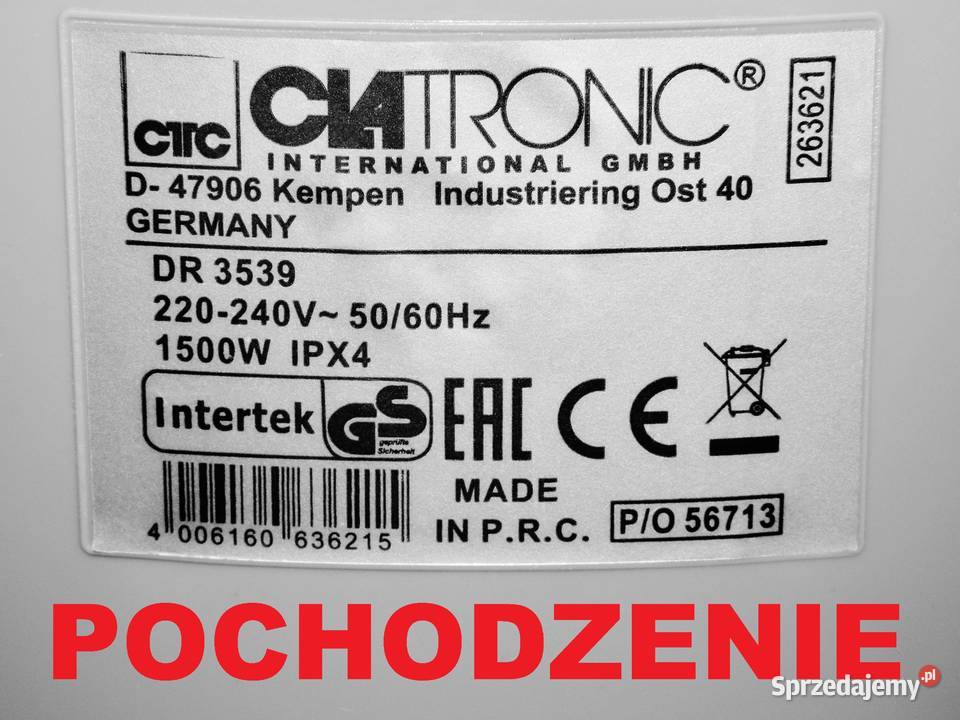 CTC CLATRONIC®
INTERNATIONAL GMBH
263621
D- 47906 Kempen Industriering Ost 40
GERMANY
DR 3539
220-240V~ 50/60Hz
1500W IPX4
Intertek GS
geprüfte
Sicherheit
EAC CE
4 006160 636215
MADE
IN P.R.C.
P/O 56713
POCHODZENIE
Sprzedajemy.pl